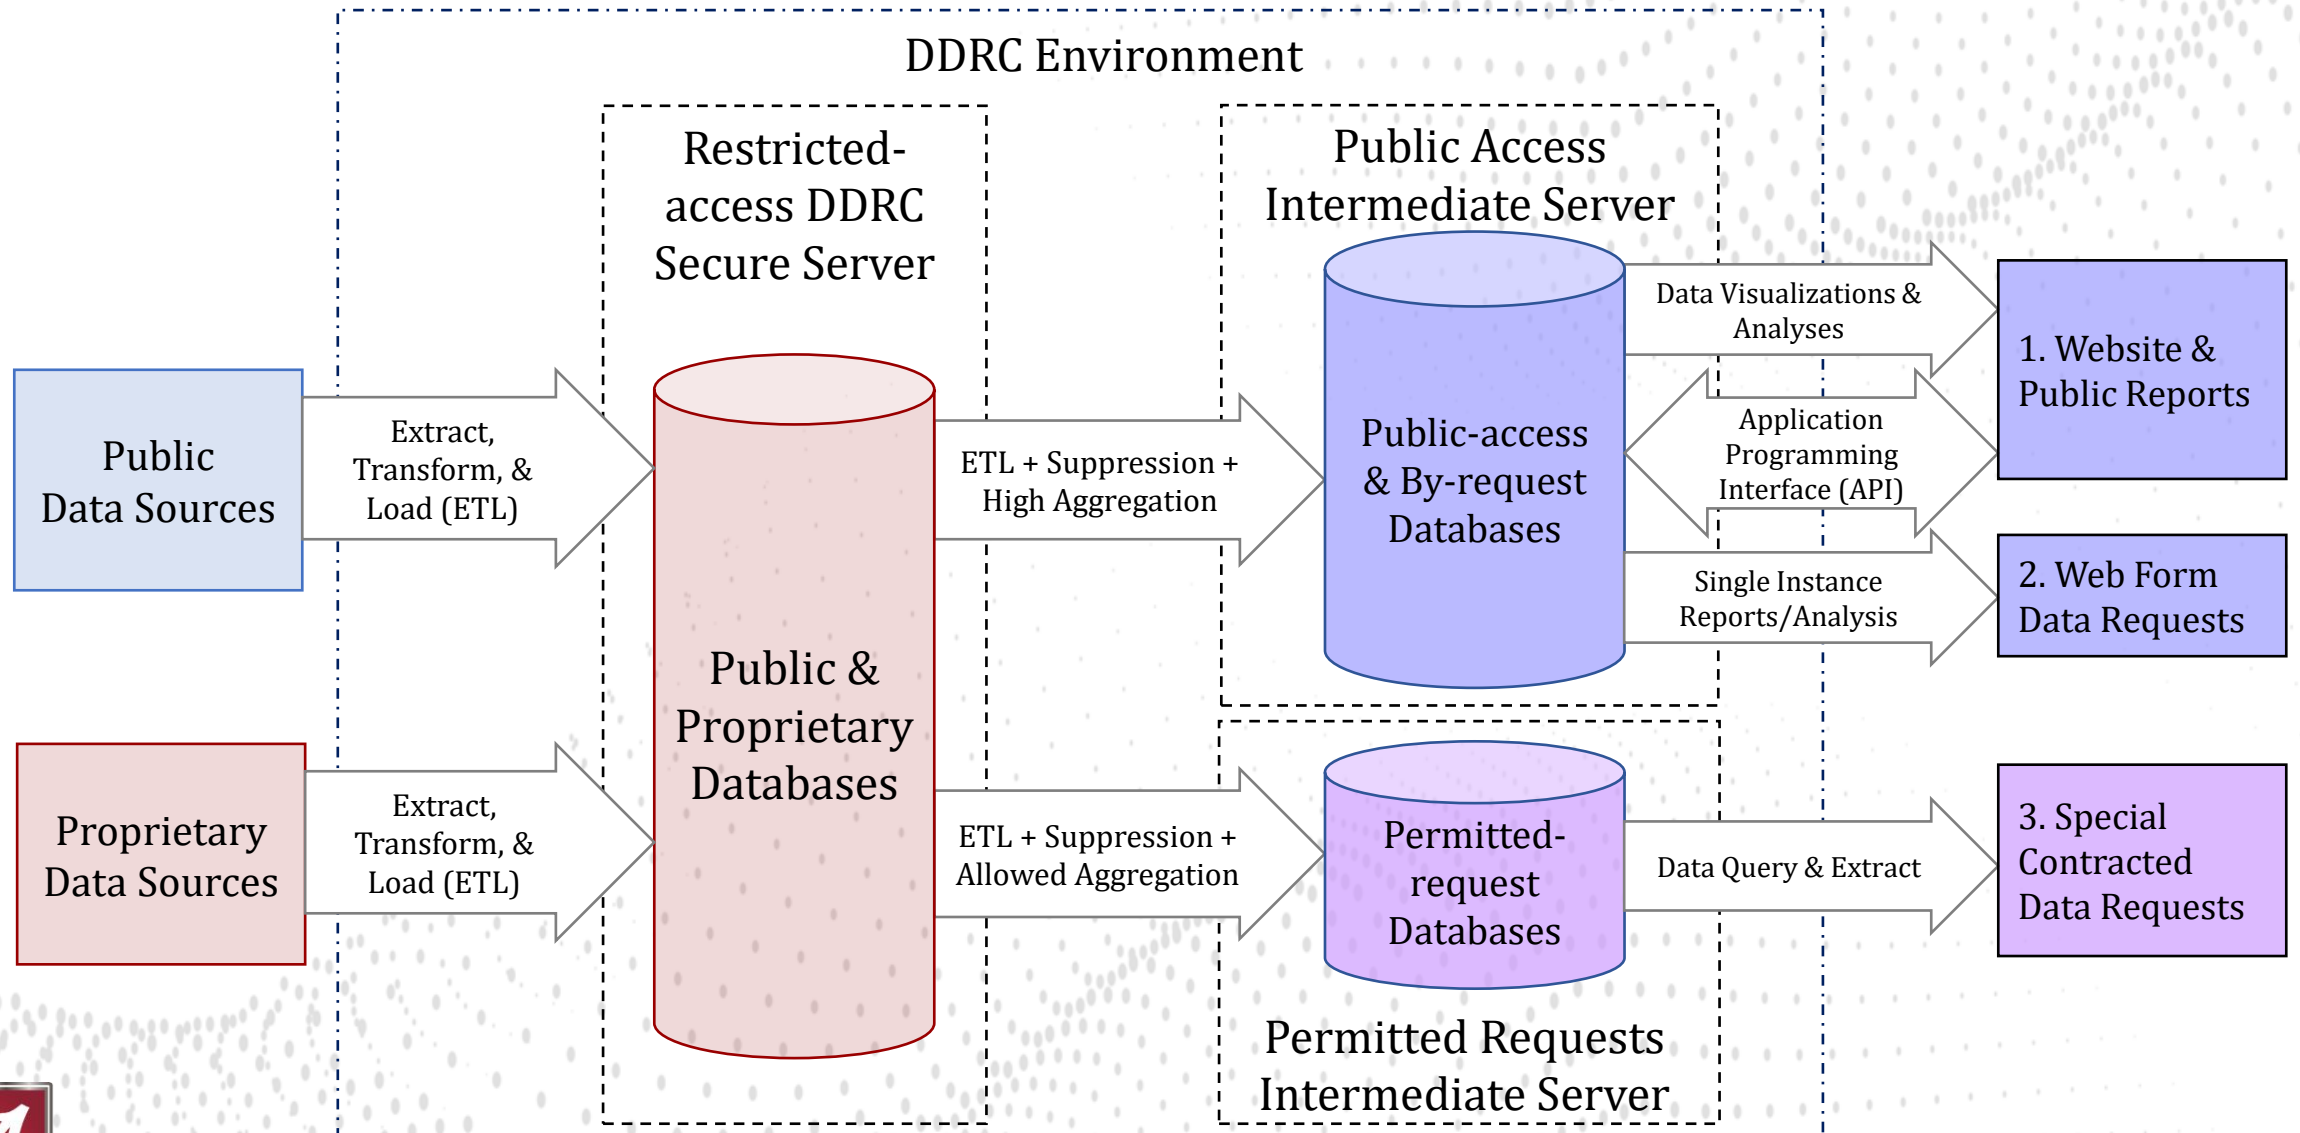 DDRC Environment
Restricted-
access DDRC
Secure Server
Public Access
Intermediate Server
Public
Data Sources
Extract,
Transform, &
Load (ETL)
Proprietary
Data Sources
Extract,
Transform, &
Load (ETL)
Public &
Proprietary
Databases
ETL + Suppression +
High Aggregation
ETL + Suppression +
Allowed Aggregation
Public-access
& By-request
Databases
Permitted-
request
Databases
Permitted Requests
Intermediate Server
Data Visualizations &
Analyses
Application
Programming
Interface (API)
Single Instance
Reports/Analysis
Data Query & Extract
1. Website &
Public Reports
2. Web Form
Data Requests
3. Special
Contracted
Data Requests